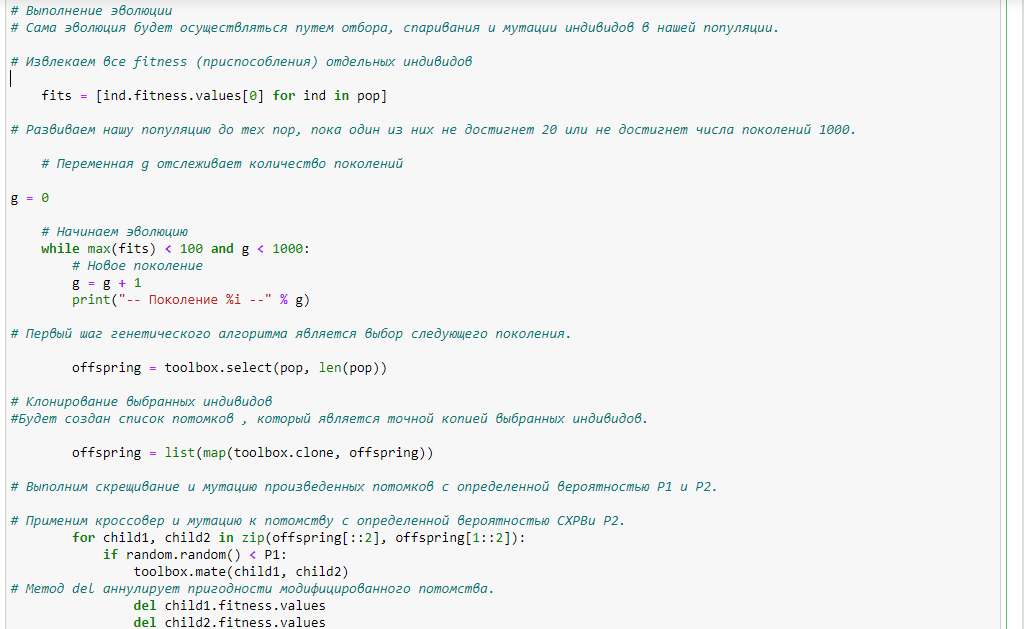 # Выполнение эволюции
# Сама эволюция будет осуществляться путем отбора, спаривания и мутации индивидов в нашей популяции.
# Извлекаем все fitness (приспособления) отдельных индивидов
fits = [ind.fitness.values[0] for ind in pop]
# Развиваем нашу популяцию до тех пор, пока один из них не достигнет 20 или не достигнет числа поколений 1000.
# Переменная g отслеживает количество поколений
g = 0
# Начинаем эволюцию
while max(fits) < 100 and g < 1000:
# Новое поколение
g = g + 1
print("-- Поколение %i --" % g)
# Первый шаг генетического алгоритма является выбор следующего поколения.
offspring = toolbox.select(pop, len(pop))
# Клонирование выбранных индивидов
#Будет создан список потомков , который является точной копией выбранных индивидов.
offspring = list(map(toolbox.clone, offspring))
# Выполним скрещивание и мутацию произведенных потомков с определенной вероятностью P1 и P2.
# Применим кроссовер и мутацию к потомству с определенной вероятностью СХРВи P2.
for child1, child2 in zip(offspring[::2], offspring[1::2]):
if random.random() < P1:
toolbox.mate(child1, child2)
# Метод del аннулирует пригодности модифицированного потомства.
del child1.fitness.values
del child2.fitness.values